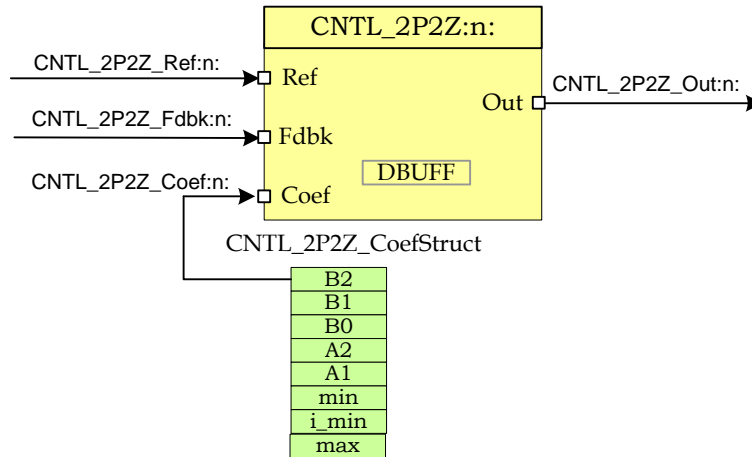 CNTL_2P2Z:n:
CNTL_2P2Z_Ref:n:
Ref
CNTL_2P2Z_Out:n:
Out
CNTL_2P2Z_Fdbk:n:
Fdbk
DBUFF
CNTL_2P2Z_Coef:n:
Coef
CNTL_2P2Z_CoefStruct
B2
B1
B0
A2
A1
min
i_min
max